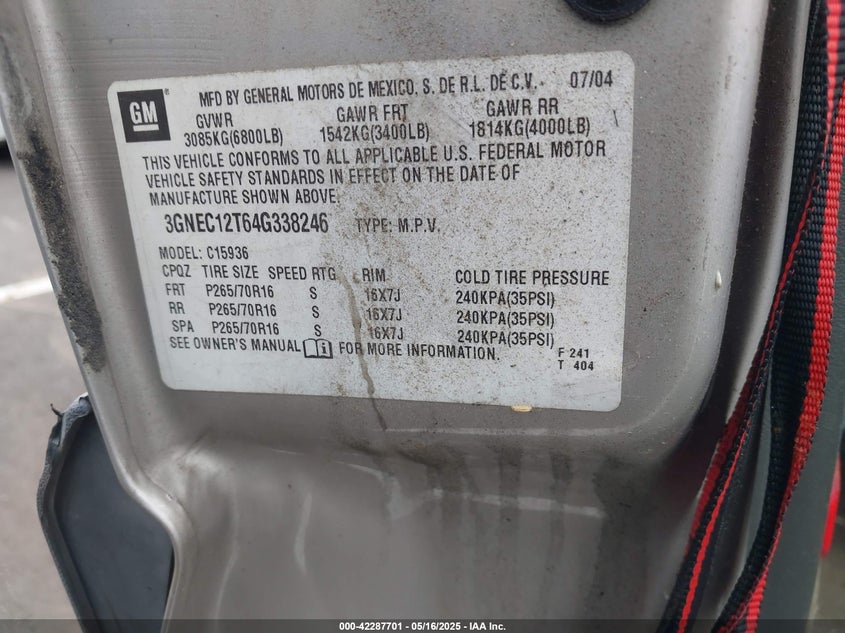 GM
MFD BY GENERAL MOTORS DE MEXICO, S. DE R.L. DE C.V. 07/04
GVWR GAWR FRT GAWR RR
3085KG(6800LB) 1542KG(3400LB) 1814KG(4000LB)
THIS VEHICLE CONFORMS TO ALL APPLICABLE U.S. FEDERAL MOTOR
VEHICLE SAFETY STANDARDS IN EFFECT ON THE DATE OF
MANUFACTURE SHOWN ABOVE.
3GNEC12T64G338246 TYPE: M.P.V.
MODEL: C15936
CPQZ TIRE SIZE SPEED RTG RIM COLD TIRE PRESSURE
FRT P265/70R16 S 16X7J 240KPA(35PSI)
RR P265/70R16 S 16X7J 240KPA(35PSI)
SPA P265/70R16 S 16X7J 240KPA(35PSI)
SEE OWNER'S MANUAL FOR MORE INFORMATION.
F 241
T 404
000-42287701 - 05/16/2025 - IAA Inc.